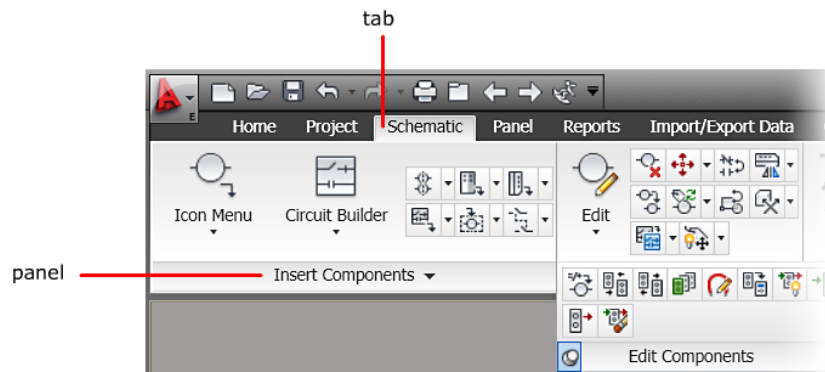 tab
E
Home Project Schematic Panel Reports Import/Export Data
Icon Menu Circuit Builder Edit
panel
Insert Components
Edit Components